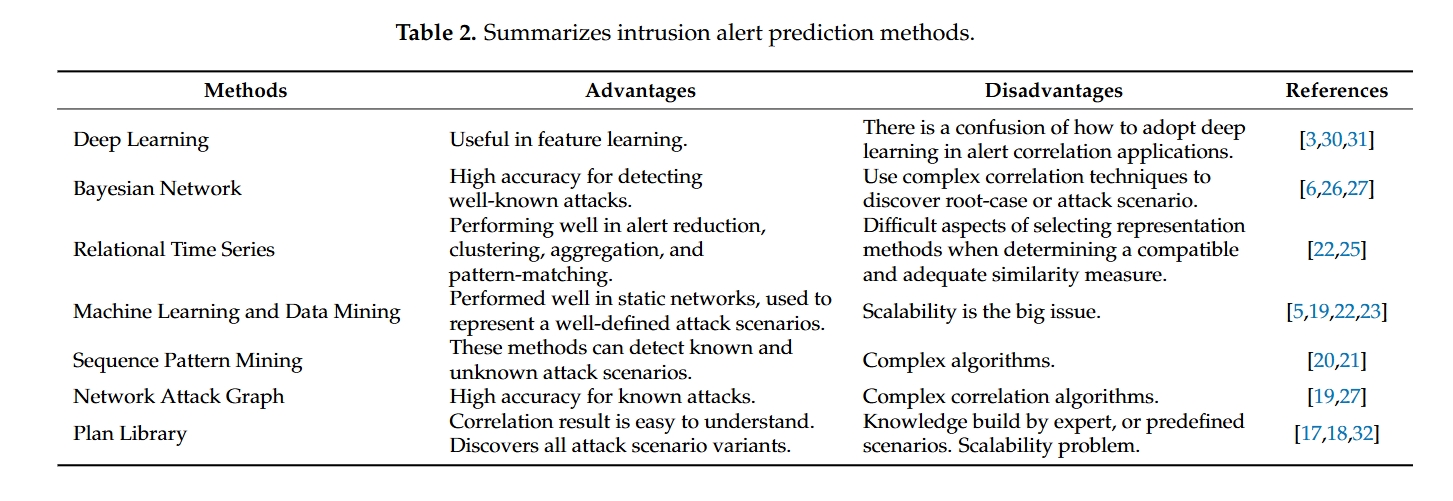 Table 2. Summarizes intrusion alert prediction methods.
Methods Advantages Disadvantages References
Deep Learning
Useful in feature learning.
There is a confusion of how to adopt deep
learning in alert correlation applications.
[3,30,31]
Bayesian Network
High accuracy for detecting
well-known attacks.
Use complex correlation techniques to
discover root-case or attack scenario.
[6,26,27]
Relational Time Series
Performing well in alert reduction,
clustering, aggregation, and
pattern-matching.
Difficult aspects of selecting representation
methods when determining a compatible
and adequate similarity measure.
[22,25]
Machine Learning and Data Mining
Performed well in static networks, used to
represent a well-defined attack scenarios.
Scalability is the big issue.
[5,19,22,23]
Sequence Pattern Mining
These methods can detect known and
unknown attack scenarios.
Complex algorithms.
[20,21]
Network Attack Graph
High accuracy for known attacks.
Complex correlation algorithms.
[19,27]
Plan Library
Correlation result is easy to understand.
Discovers all attack scenario variants.
Knowledge build by expert, or predefined
scenarios. Scalability problem.
[17,18,32]